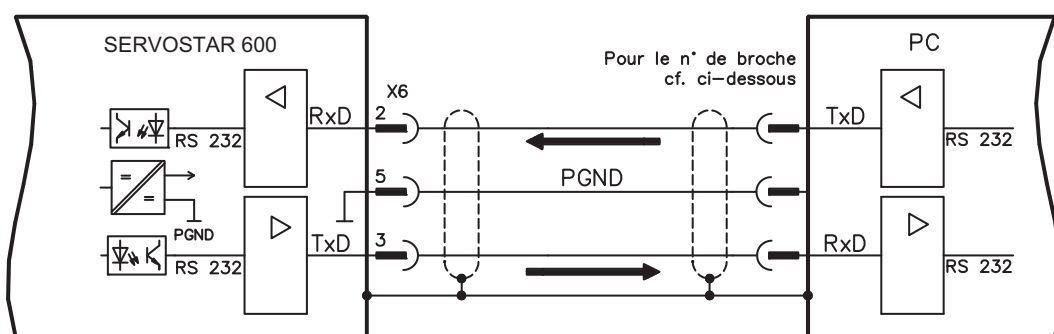 SERVOSTAR 600
PC
Pour le n° de broche
cf. ci-dessous
X6
RxD
2
TxD
RS 232
RS 232
5
PGND
PGND
TxD
3
RxD
RS 232
RS 232